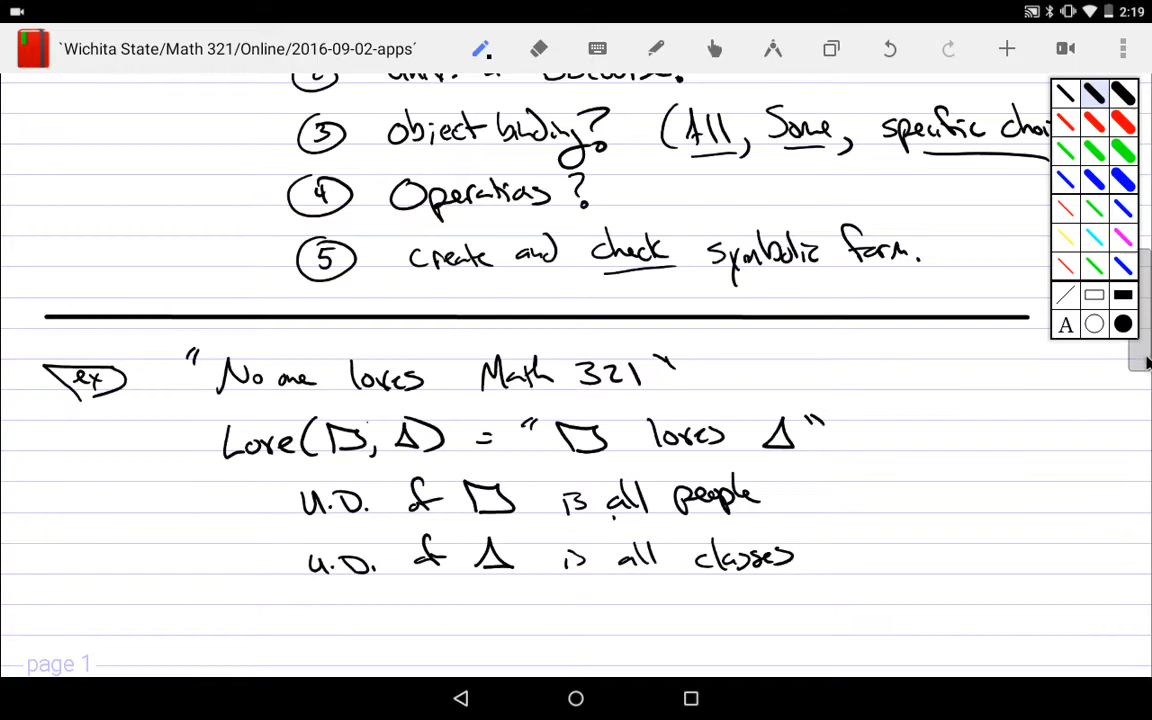 2:19
`Wichita State/Math 321/Online/2016-09-02-apps´
③ object binding? (All, Some, specific
④ Operations?
⑤ create and check symbolic form.
ex "No one loves Math 321"
Love(□, Δ) = "□ loves Δ"
U.D. of □ is all people
U.D. of Δ is all classes
A
page 1